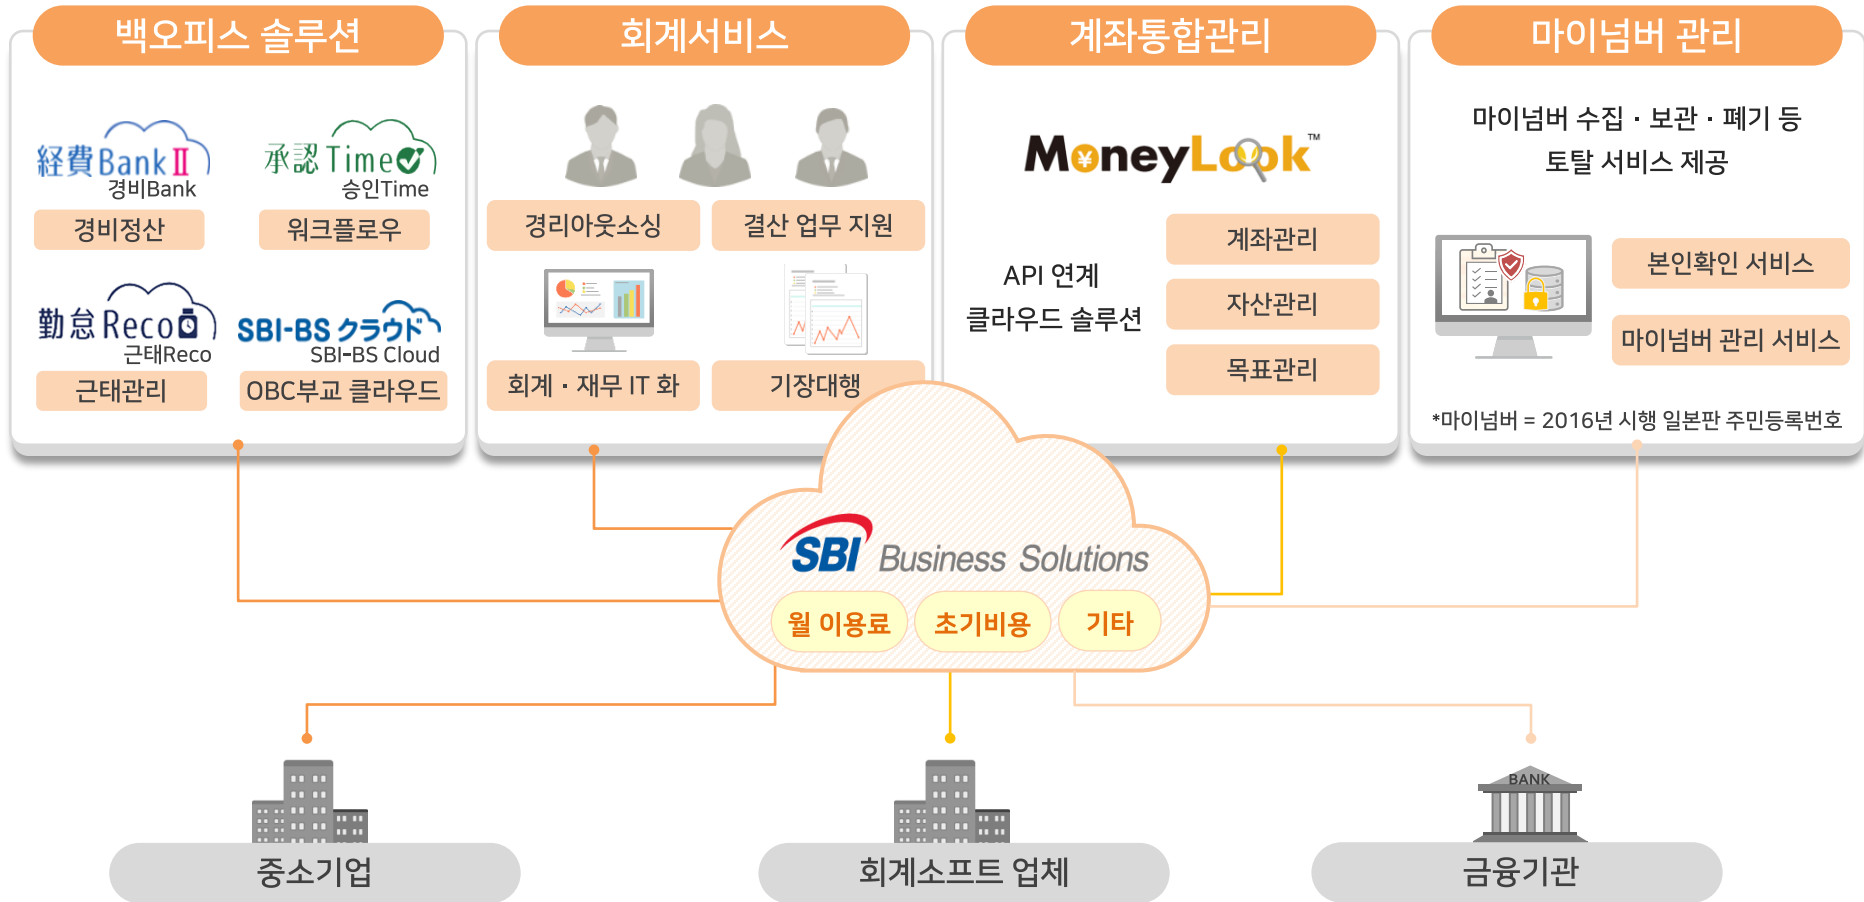 백오피스 솔루션
経費BankⅡ
경비Bank
경비정산
承認Time
승인Time
워크플로우
勤怠Reco
근태Reco
근태관리
SBI-BS クラウド
SBI-BS Cloud
OBC부교 클라우드
회계서비스
경리아웃소싱
결산 업무 지원
회계 · 재무 IT 화
기장대행
계좌통합관리
MoneyLook™
API 연계
클라우드 솔루션
계좌관리
자산관리
목표관리
마이넘버 관리
마이넘버 수집 · 보관 · 폐기 등
토탈 서비스 제공
본인확인 서비스
마이넘버 관리 서비스
*마이넘버 = 2016년 시행 일본판 주민등록번호
SBI Business Solutions
월 이용료
초기비용
기타
중소기업
회계소프트 업체
BANK
금융기관